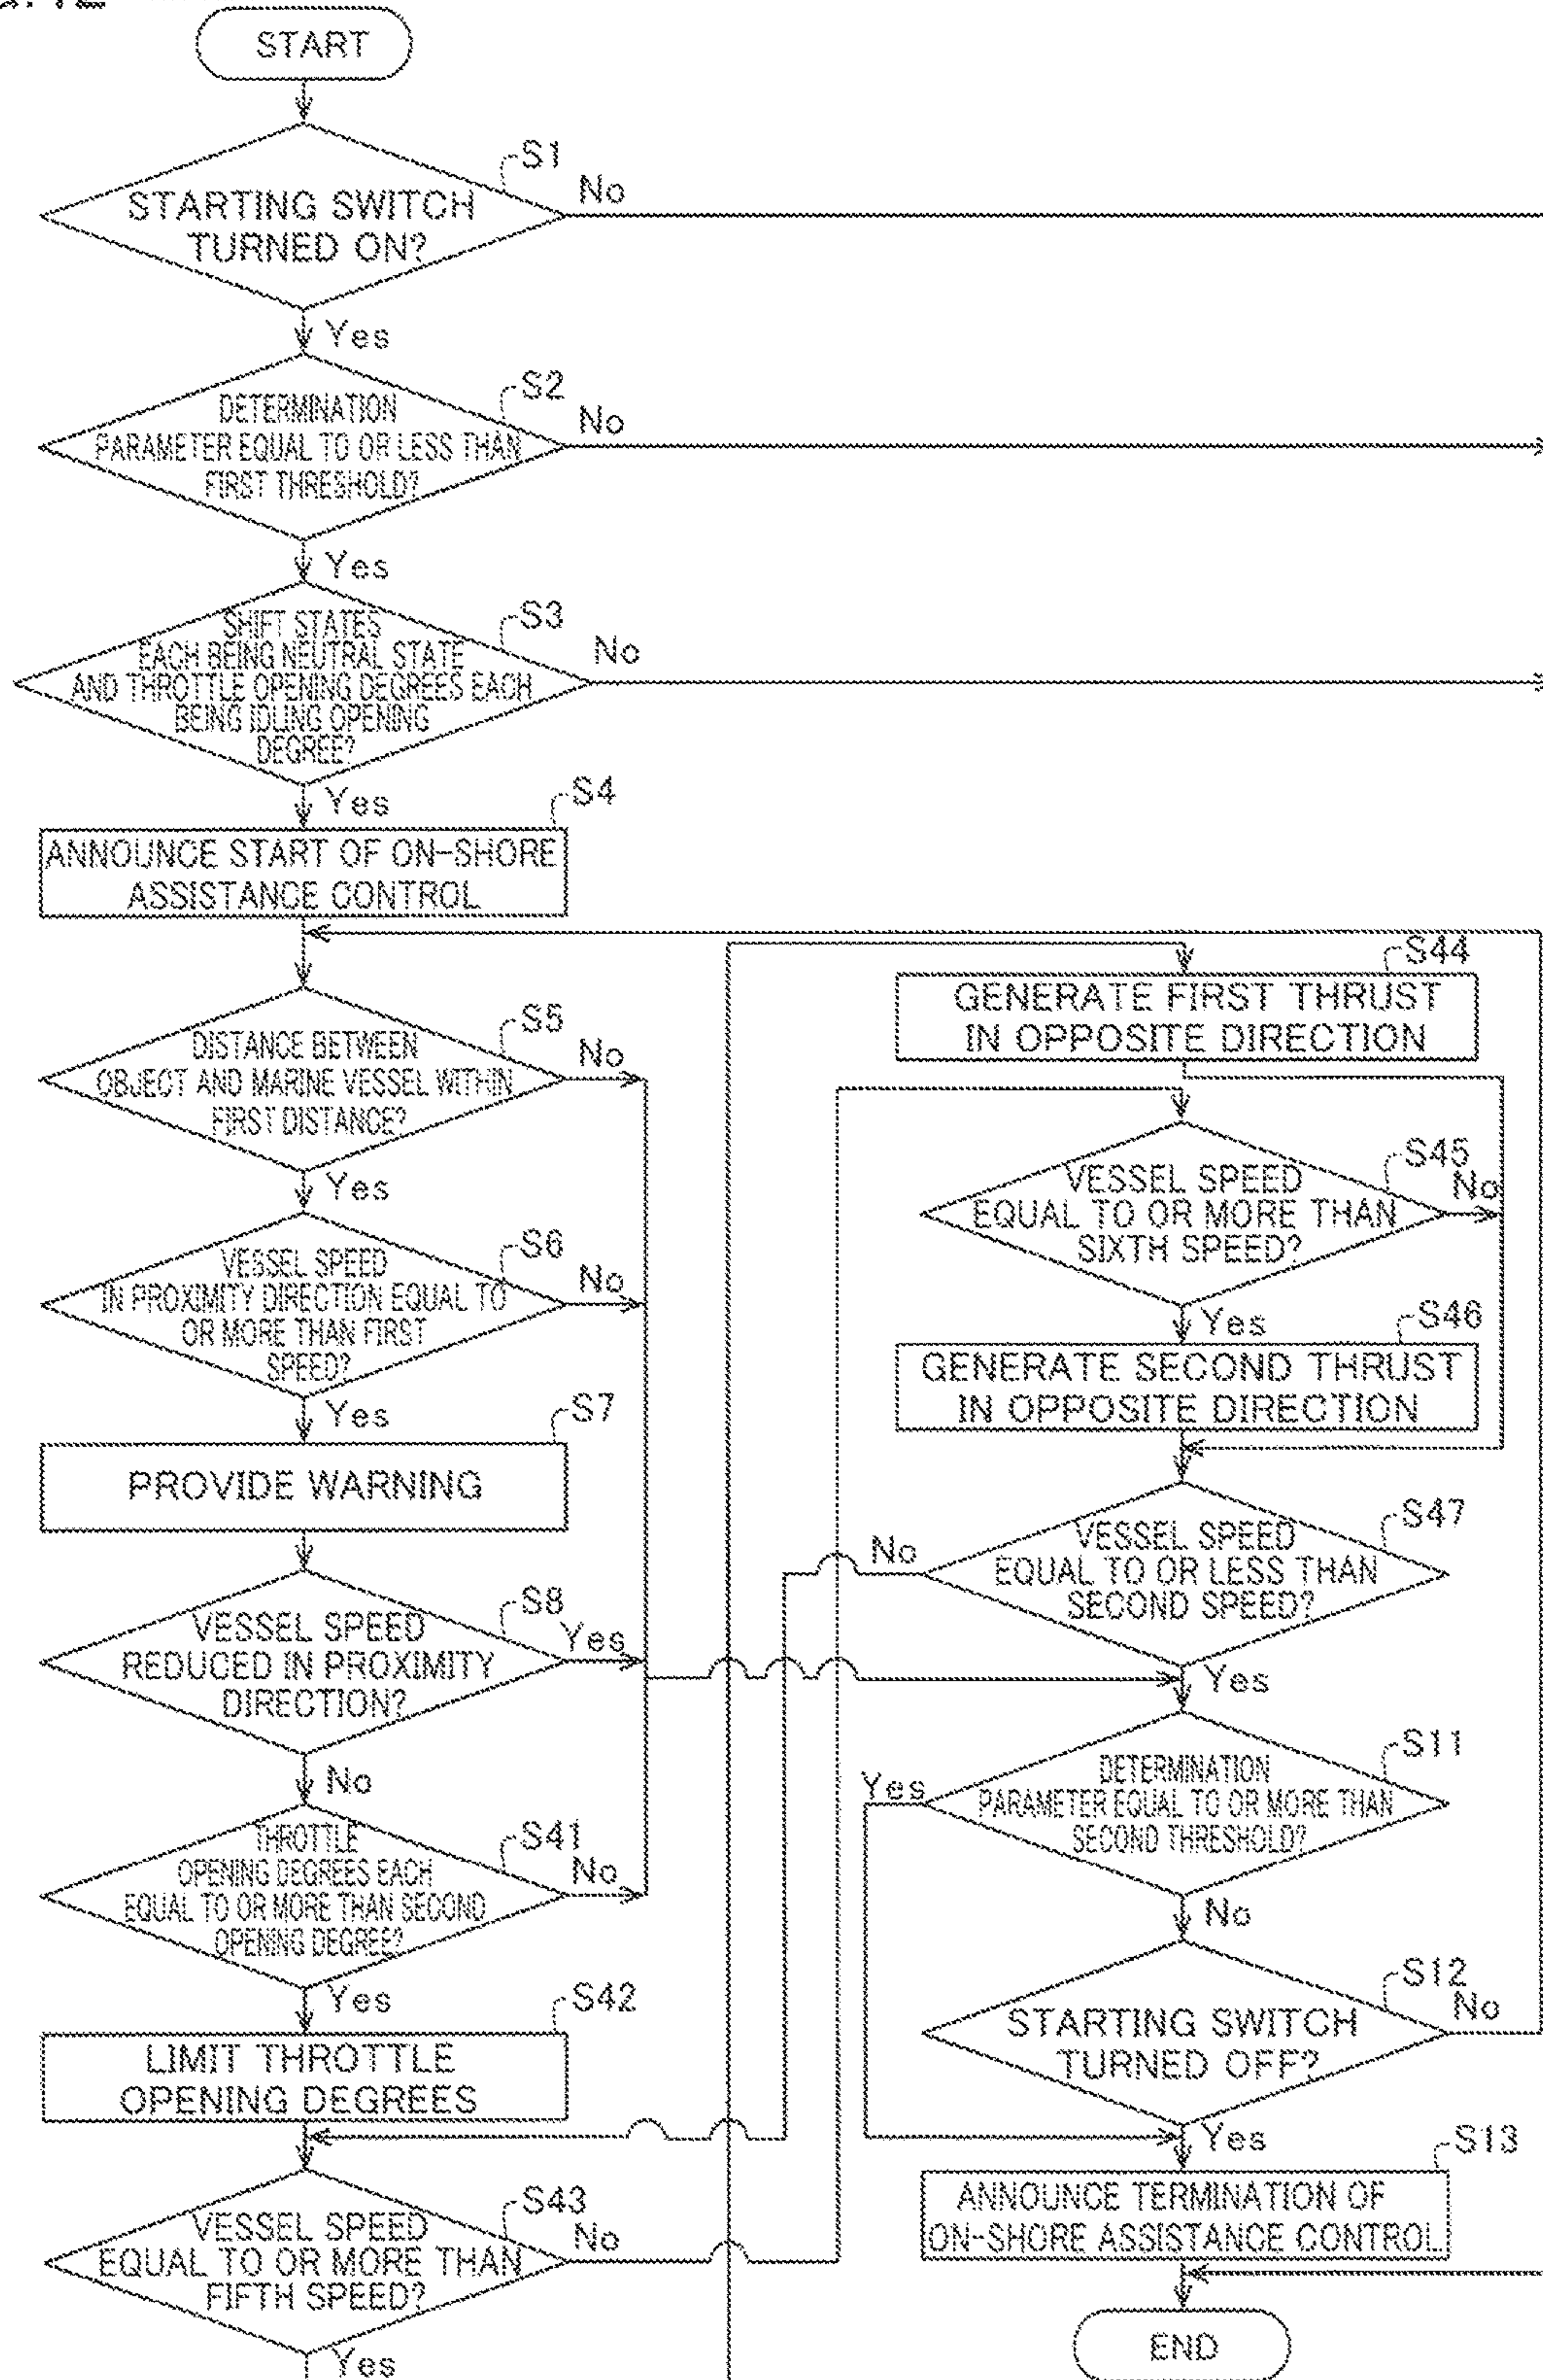 START
S1
STARTING SWITCH
TURNED ON?
No
Yes
S2
DETERMINATION
PARAMETER EQUAL TO OR LESS THAN
FIRST THRESHOLD?
No
Yes
S3
SHIFT STATES
EACH BEING NEUTRAL STATE
AND THROTTLE OPENING DEGREES EACH
BEING IDLING OPENING
DEGREE?
No
Yes
S4
ANNOUNCE START OF ON-SHORE
ASSISTANCE CONTROL
S5
DISTANCE BETWEEN
OBJECT AND MARINE VESSEL WITHIN
FIRST DISTANCE?
No
Yes
S6
VESSEL SPEED
IN PROXIMITY DIRECTION EQUAL TO
OR MORE THAN FIRST
SPEED?
No
Yes
S7
PROVIDE WARNING
S8
VESSEL SPEED
REDUCED IN PROXIMITY
DIRECTION?
Yes
No
S41
THROTTLE
OPENING DEGREES EACH
EQUAL TO OR MORE THAN SECOND
OPENING DEGREE?
No
Yes
S42
LIMIT THROTTLE
OPENING DEGREES
S43
VESSEL SPEED
EQUAL TO OR MORE THAN
FIFTH SPEED?
No
Yes
S44
GENERATE FIRST THRUST
IN OPPOSITE DIRECTION
S45
VESSEL SPEED
EQUAL TO OR MORE THAN
SIXTH SPEED?
No
Yes
S46
GENERATE SECOND THRUST
IN OPPOSITE DIRECTION
S47
VESSEL SPEED
EQUAL TO OR LESS THAN
SECOND SPEED?
No
Yes
S11
DETERMINATION
PARAMETER EQUAL TO OR MORE THAN
SECOND THRESHOLD?
Yes
No
S12
STARTING SWITCH
TURNED OFF?
No
Yes
S13
ANNOUNCE TERMINATION OF
ON-SHORE ASSISTANCE CONTROL
END